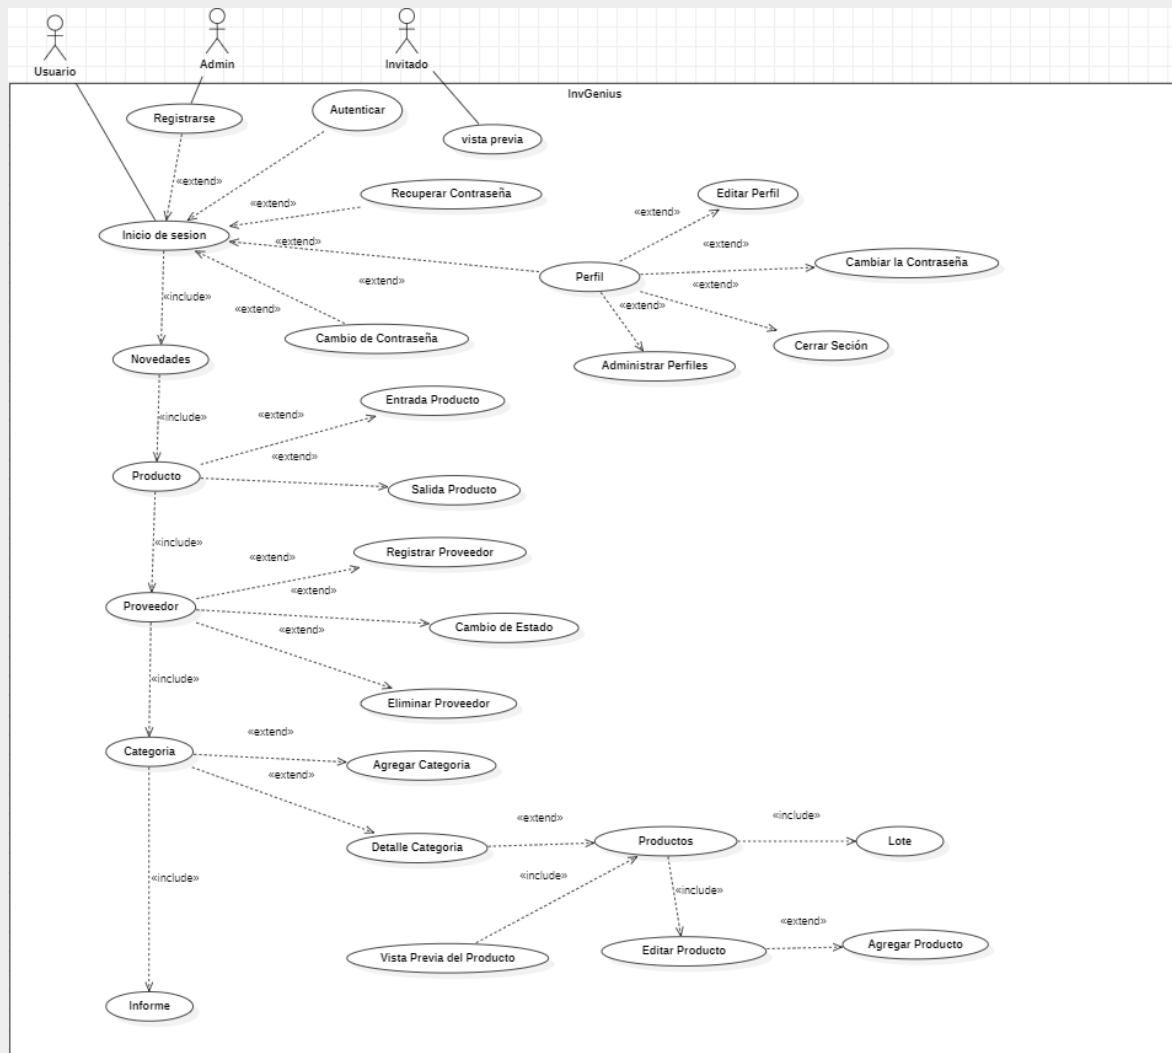 Usuario
Admin
Invitado
InvGenius
Registrarse
Autenticar
vista previa
«extend»
Recuperar Contraseña
«extend»
Editar Perfil
«extend»
Inicio de sesion
«extend»
«extend»
Cambiar la Contraseña
Perfil
«extend»
«extend»
«include»
«extend»
«extend»
Cambio de Contraseña
Cerrar Seción
Novedades
Administrar Perfiles
Entrada Producto
«extend»
«include»
«extend»
Producto
Salida Producto
«include»
Registrar Proveedor
«extend»
«extend»
Proveedor
Cambio de Estado
«extend»
«include»
Eliminar Proveedor
«extend»
Categoria
Agregar Categoria
«extend»
«extend»
«include»
Detalle Categoria
Productos
Lote
«include»
«include»
«include»
«extend»
Vista Previa del Producto
Editar Producto
Agregar Producto
Informe